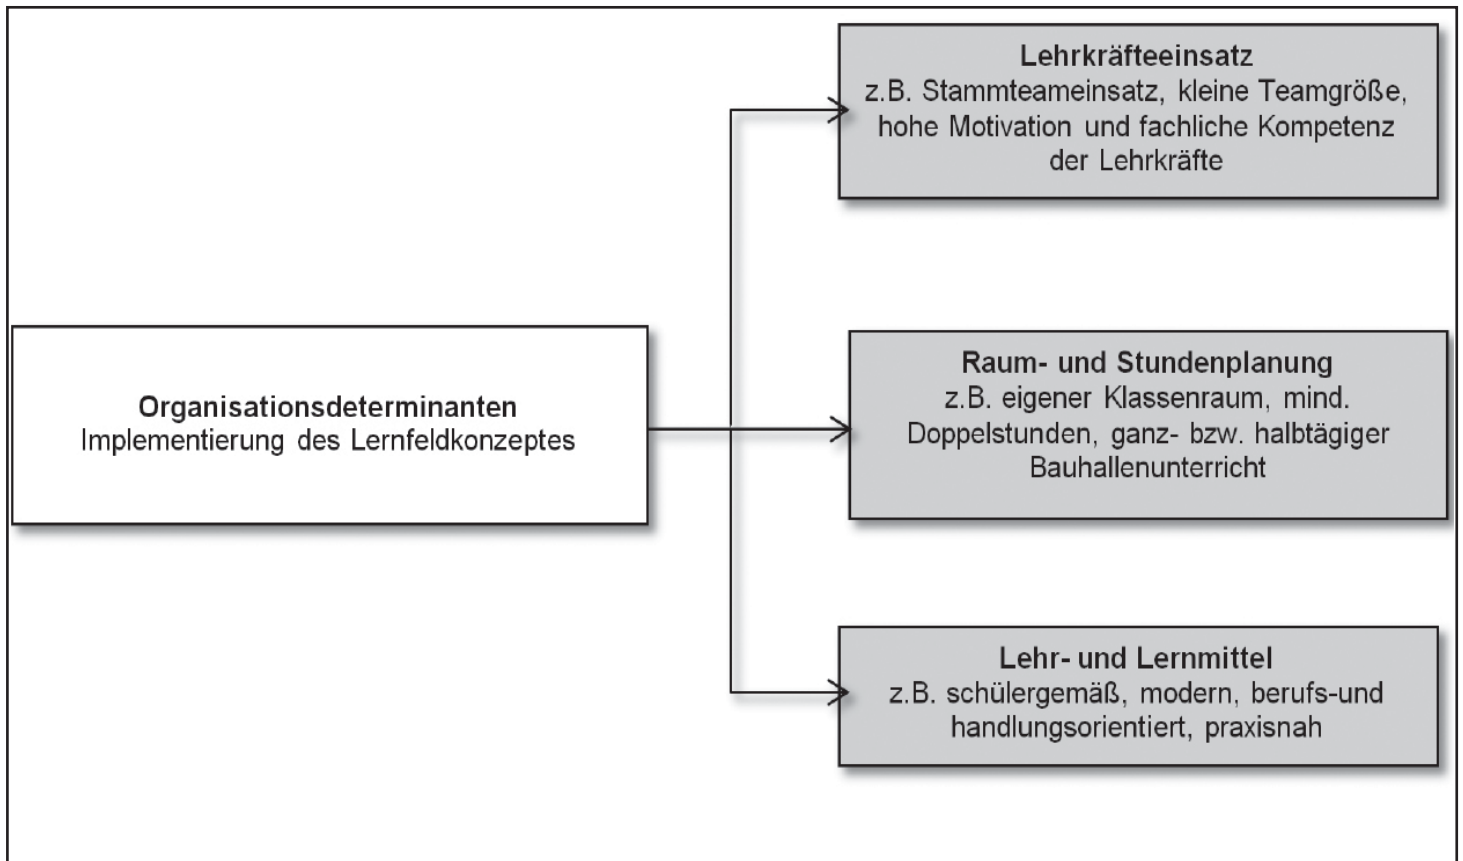 Lehrkräfteeinsatz
z.B. Stammteameinsatz, kleine Teamgröße,
hohe Motivation und fachliche Kompetenz
der Lehrkräfte
Organisationsdeterminanten
Implementierung des Lernfeldkonzeptes
Raum- und Stundenplanung
z.B. eigener Klassenraum, mind.
Doppelstunden, ganz- bzw. halbtägiger
Bauhallenunterricht
Lehr- und Lernmittel
z.B. schülergemäß, modern, berufs-und
handlungsorientiert, praxisnah